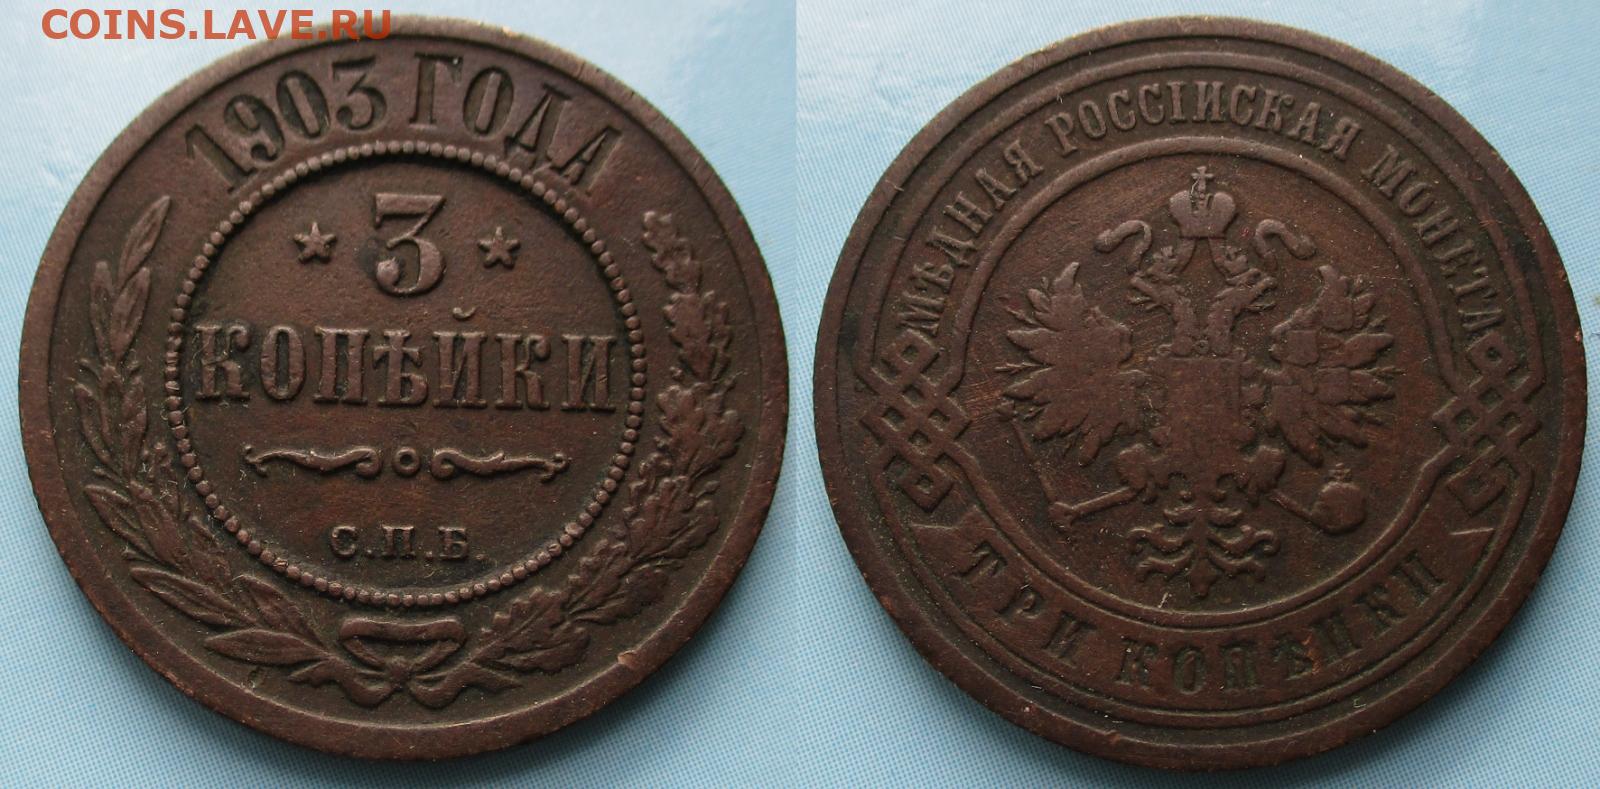 COINS.LAVE.RU
1903 ГОДА
3
КОПѢЙКИ
С.П.Б.
МѢДНАЯ РОССІЙСКАЯ МОНЕТА
ТРИ КОПѢЙКИ